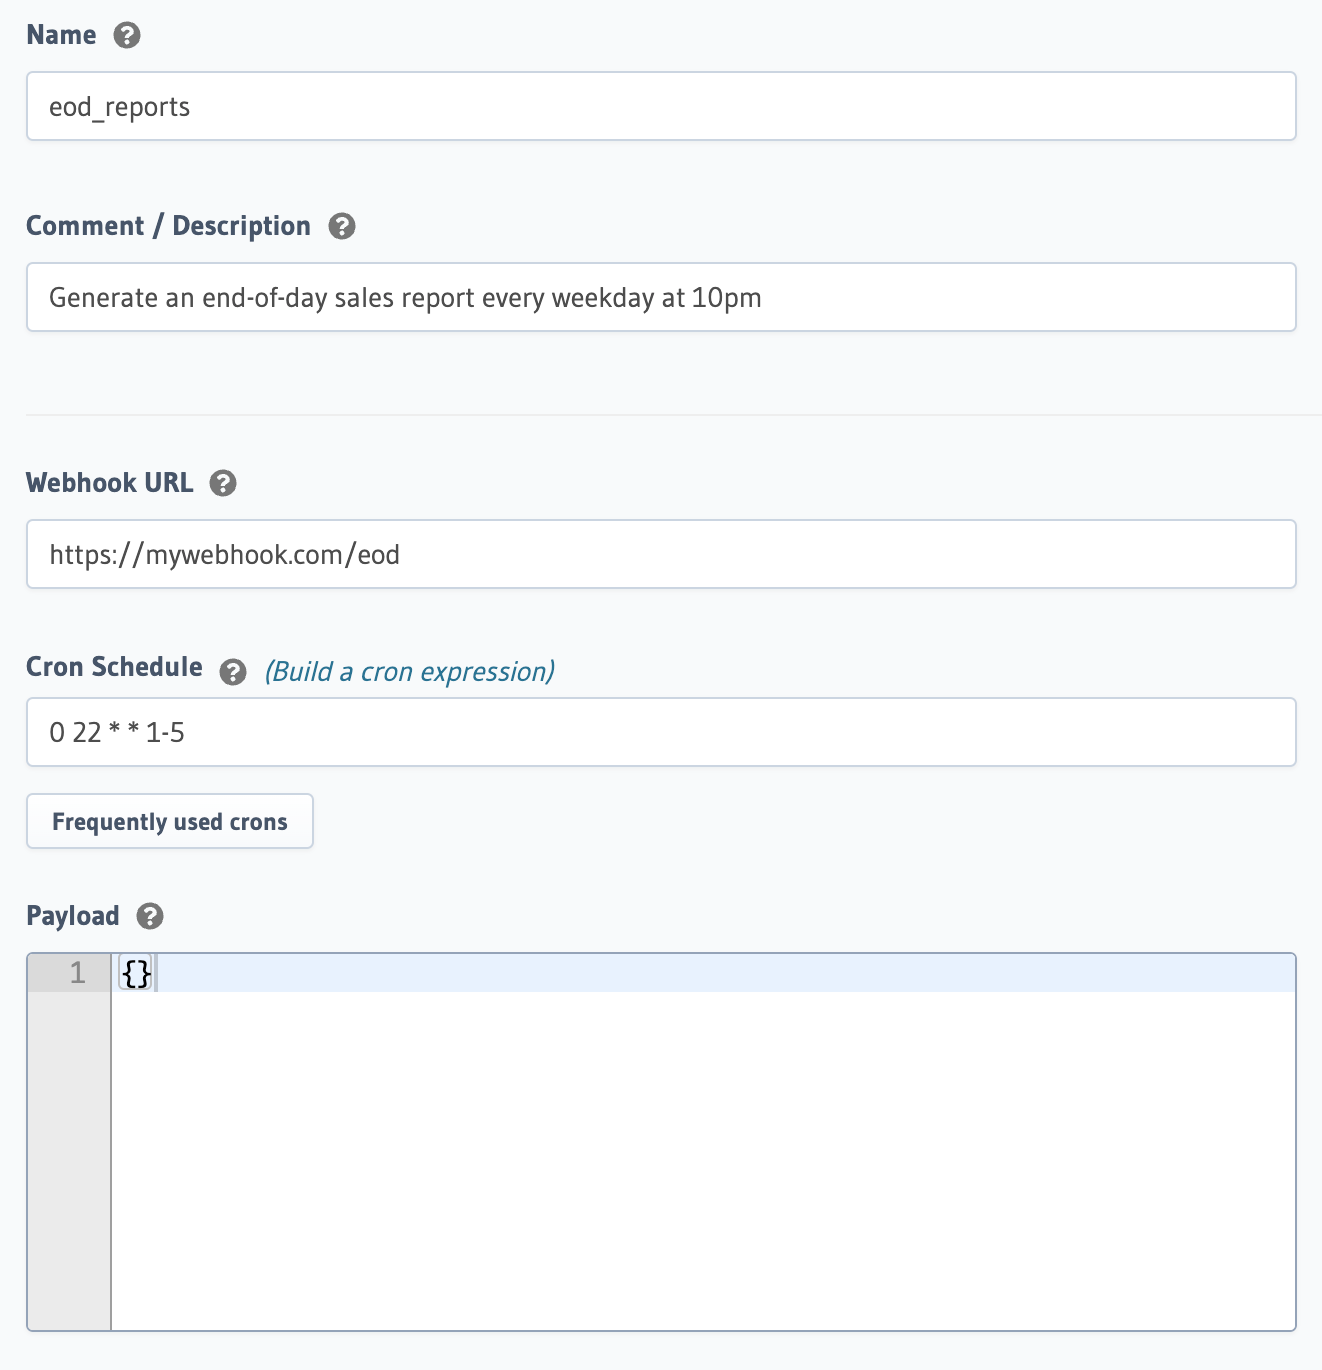 Name ?
eod_reports
Comment / Description ?
Generate an end-of-day sales report every weekday at 10pm
Webhook URL ?
https://mywebhook.com/eod
Cron Schedule ? (Build a cron expression)
0 22 * * 1-5
Frequently used crons
Payload ?
1 {}